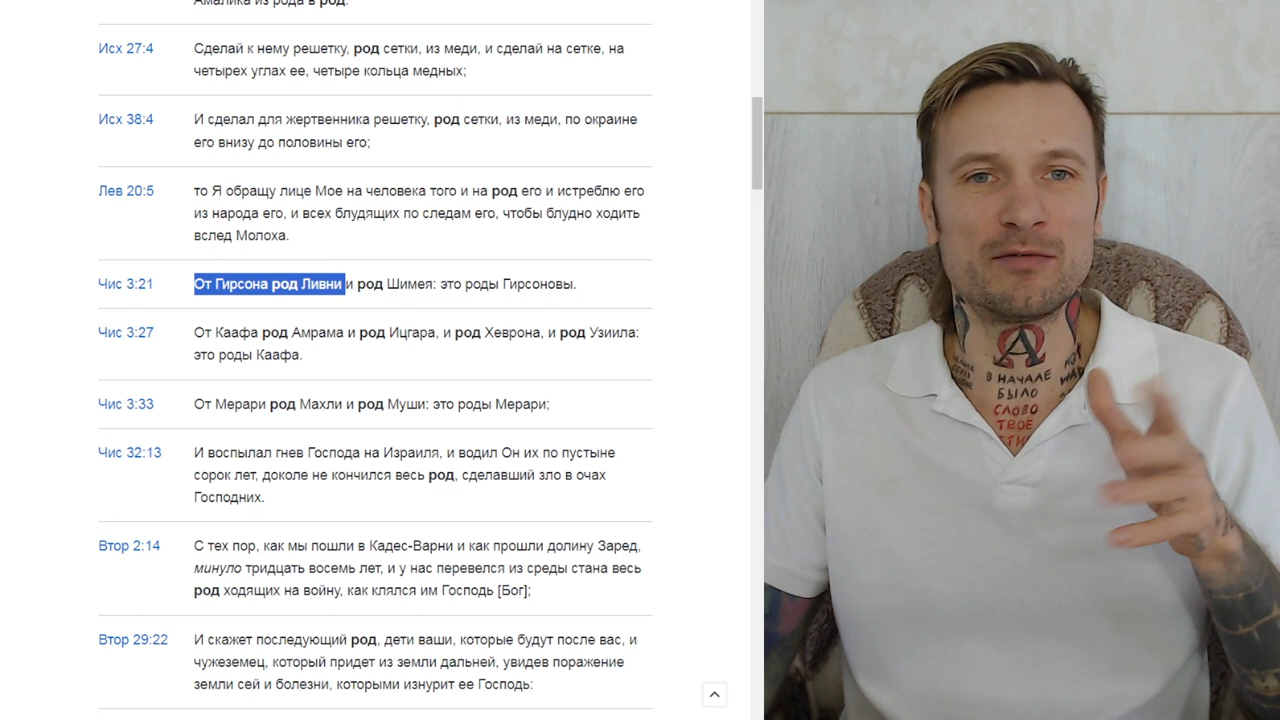 Амалика из рода в род.
Исх 27:4
Сделай к нему решетку, род сетки, из меди, и сделай на сетке, на
четырех углах ее, четыре кольца медных;
Исх 38:4
И сделал для жертвенника решетку, род сетки, из меди, по окраине
его внизу до половины его;
Лев 20:5
то Я обращу лице Мое на человека того и на род его и истреблю его
из народа его, и всех блудящих по следам его, чтобы блудно ходить
вслед Молоха.
Чис 3:21
От Гирсона род Ливни и род Шимея: это роды Гирсоновы.
Чис 3:27
От Каафа род Амрама и род Ицгара, и род Хеврона, и род Узиила:
это роды Каафа.
Чис 3:33
От Мерари род Махли и род Муши: это роды Мерари;
Чис 32:13
И воспылал гнев Господа на Израиля, и водил Он их по пустыне
сорок лет, доколе не кончился весь род, сделавший зло в очах
Господних.
Втор 2:14
С тех пор, как мы пошли в Кадес-Варни и как прошли долину Заред,
минуло тридцать восемь лет, и у нас перевелся из среды стана весь
род ходящих на войну, как клялся им Господь [Бог];
Втор 29:22
И скажет последующий род, дети ваши, которые будут после вас, и
чужеземец, который придет из земли дальней, увидев поражение
земли сей и болезни, которыми изнурит ее Господь:
В НАЧАЛЕ
БЫЛО
СЛОВО
ТВОЁ